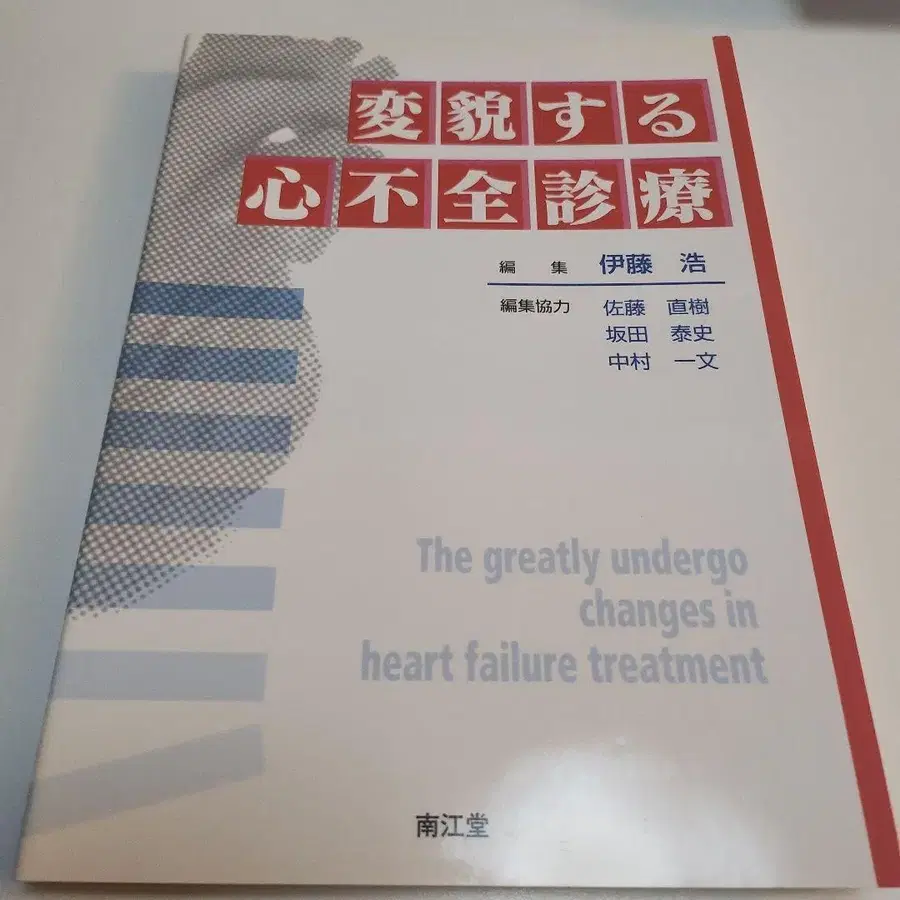 変貌する
心不全診療
編 集 伊藤 浩
編集協力 佐藤 直樹
坂田 泰史
中村 一文
The greatly undergo
changes in
heart failure treatment
南江堂